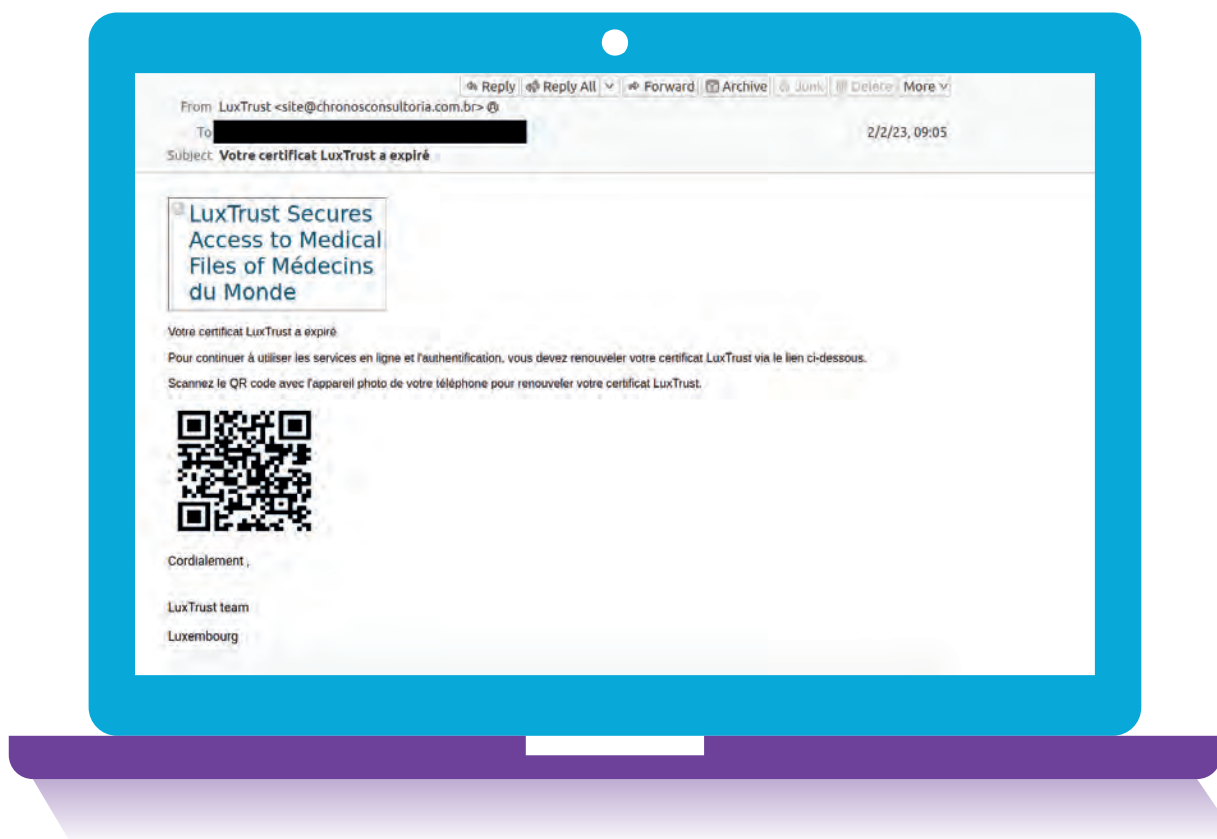 Reply Reply All Forward Archive Junk Delete More
From LuxTrust <site@chronosconsultoria.com.br>
To 2/2/23, 09:05
Subject Votre certificat LuxTrust a expiré
LuxTrust Secures
Access to Medical
Files of Médecins
du Monde
Votre certificat LuxTrust a expiré
Pour continuer à utiliser les services en ligne et l'authentification, vous devez renouveler votre certificat LuxTrust via le lien ci-dessous.
Scannez le QR code avec l'appareil photo de votre téléphone pour renouveler votre certificat LuxTrust.
Cordialement ,
LuxTrust team
Luxembourg